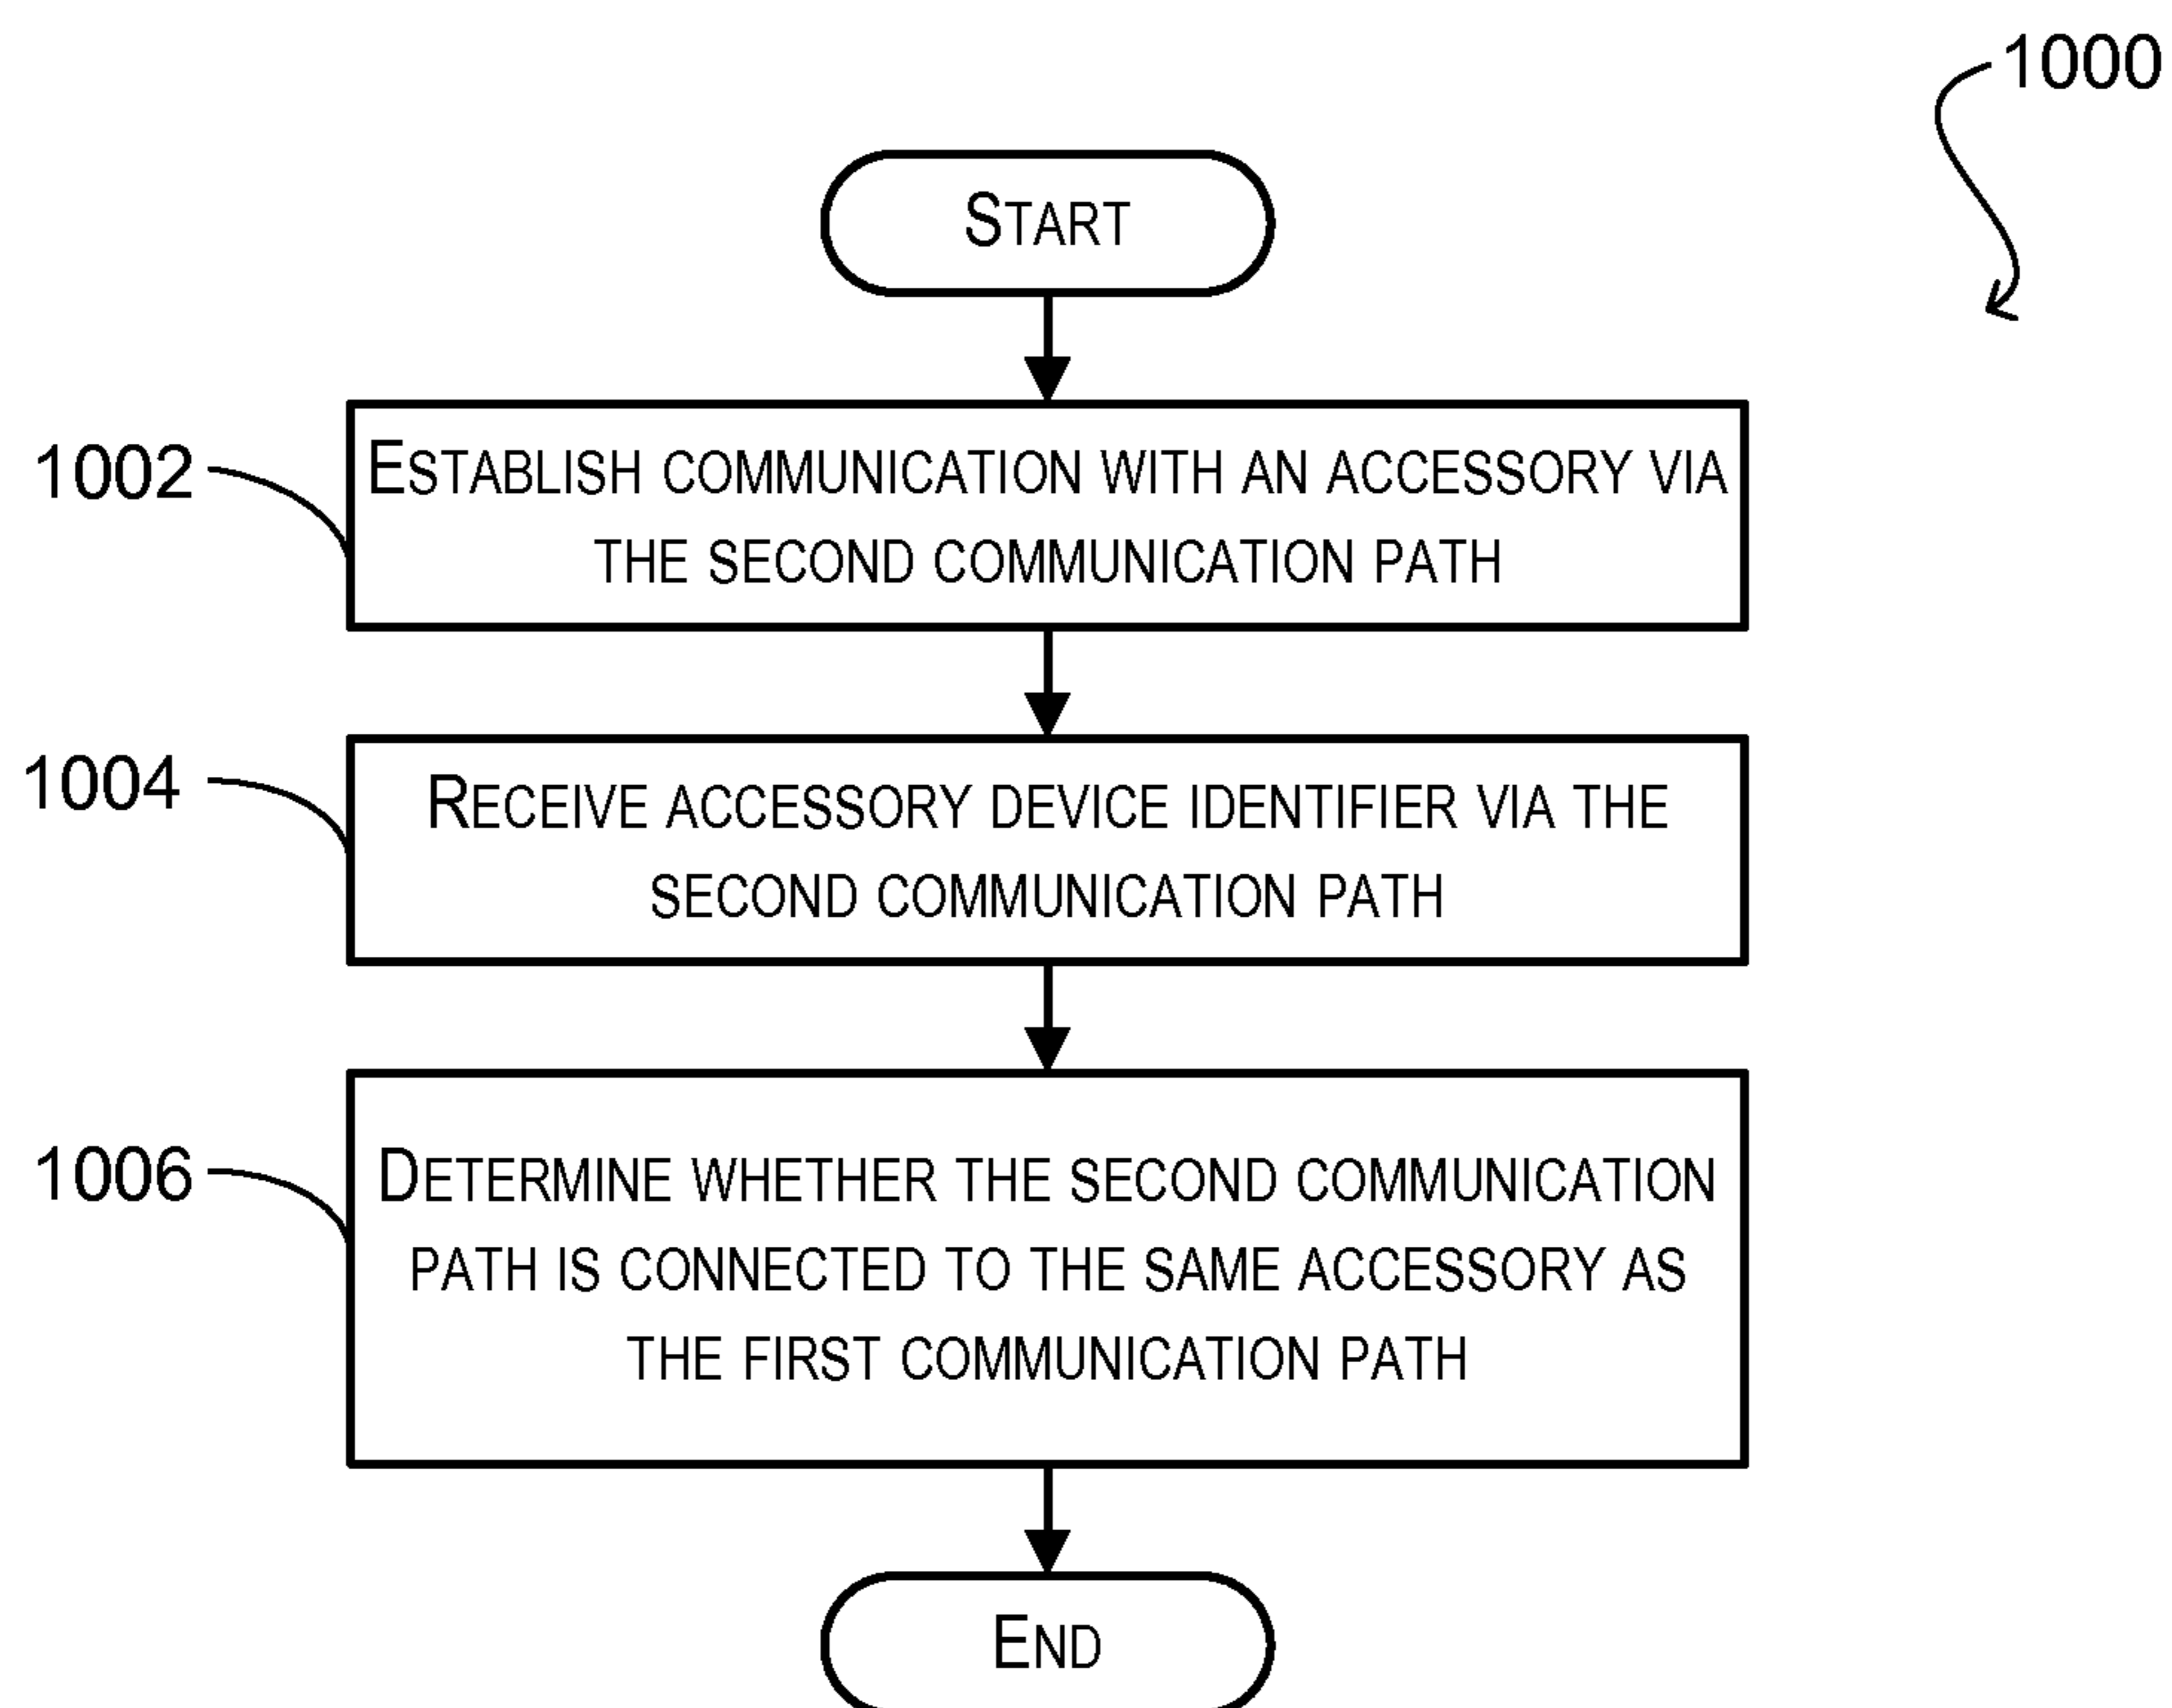 1000
START
1002
ESTABLISH COMMUNICATION WITH AN ACCESSORY VIA
THE SECOND COMMUNICATION PATH
1004
RECEIVE ACCESSORY DEVICE IDENTIFIER VIA THE
SECOND COMMUNICATION PATH
1006
DETERMINE WHETHER THE SECOND COMMUNICATION
PATH IS CONNECTED TO THE SAME ACCESSORY AS
THE FIRST COMMUNICATION PATH
END